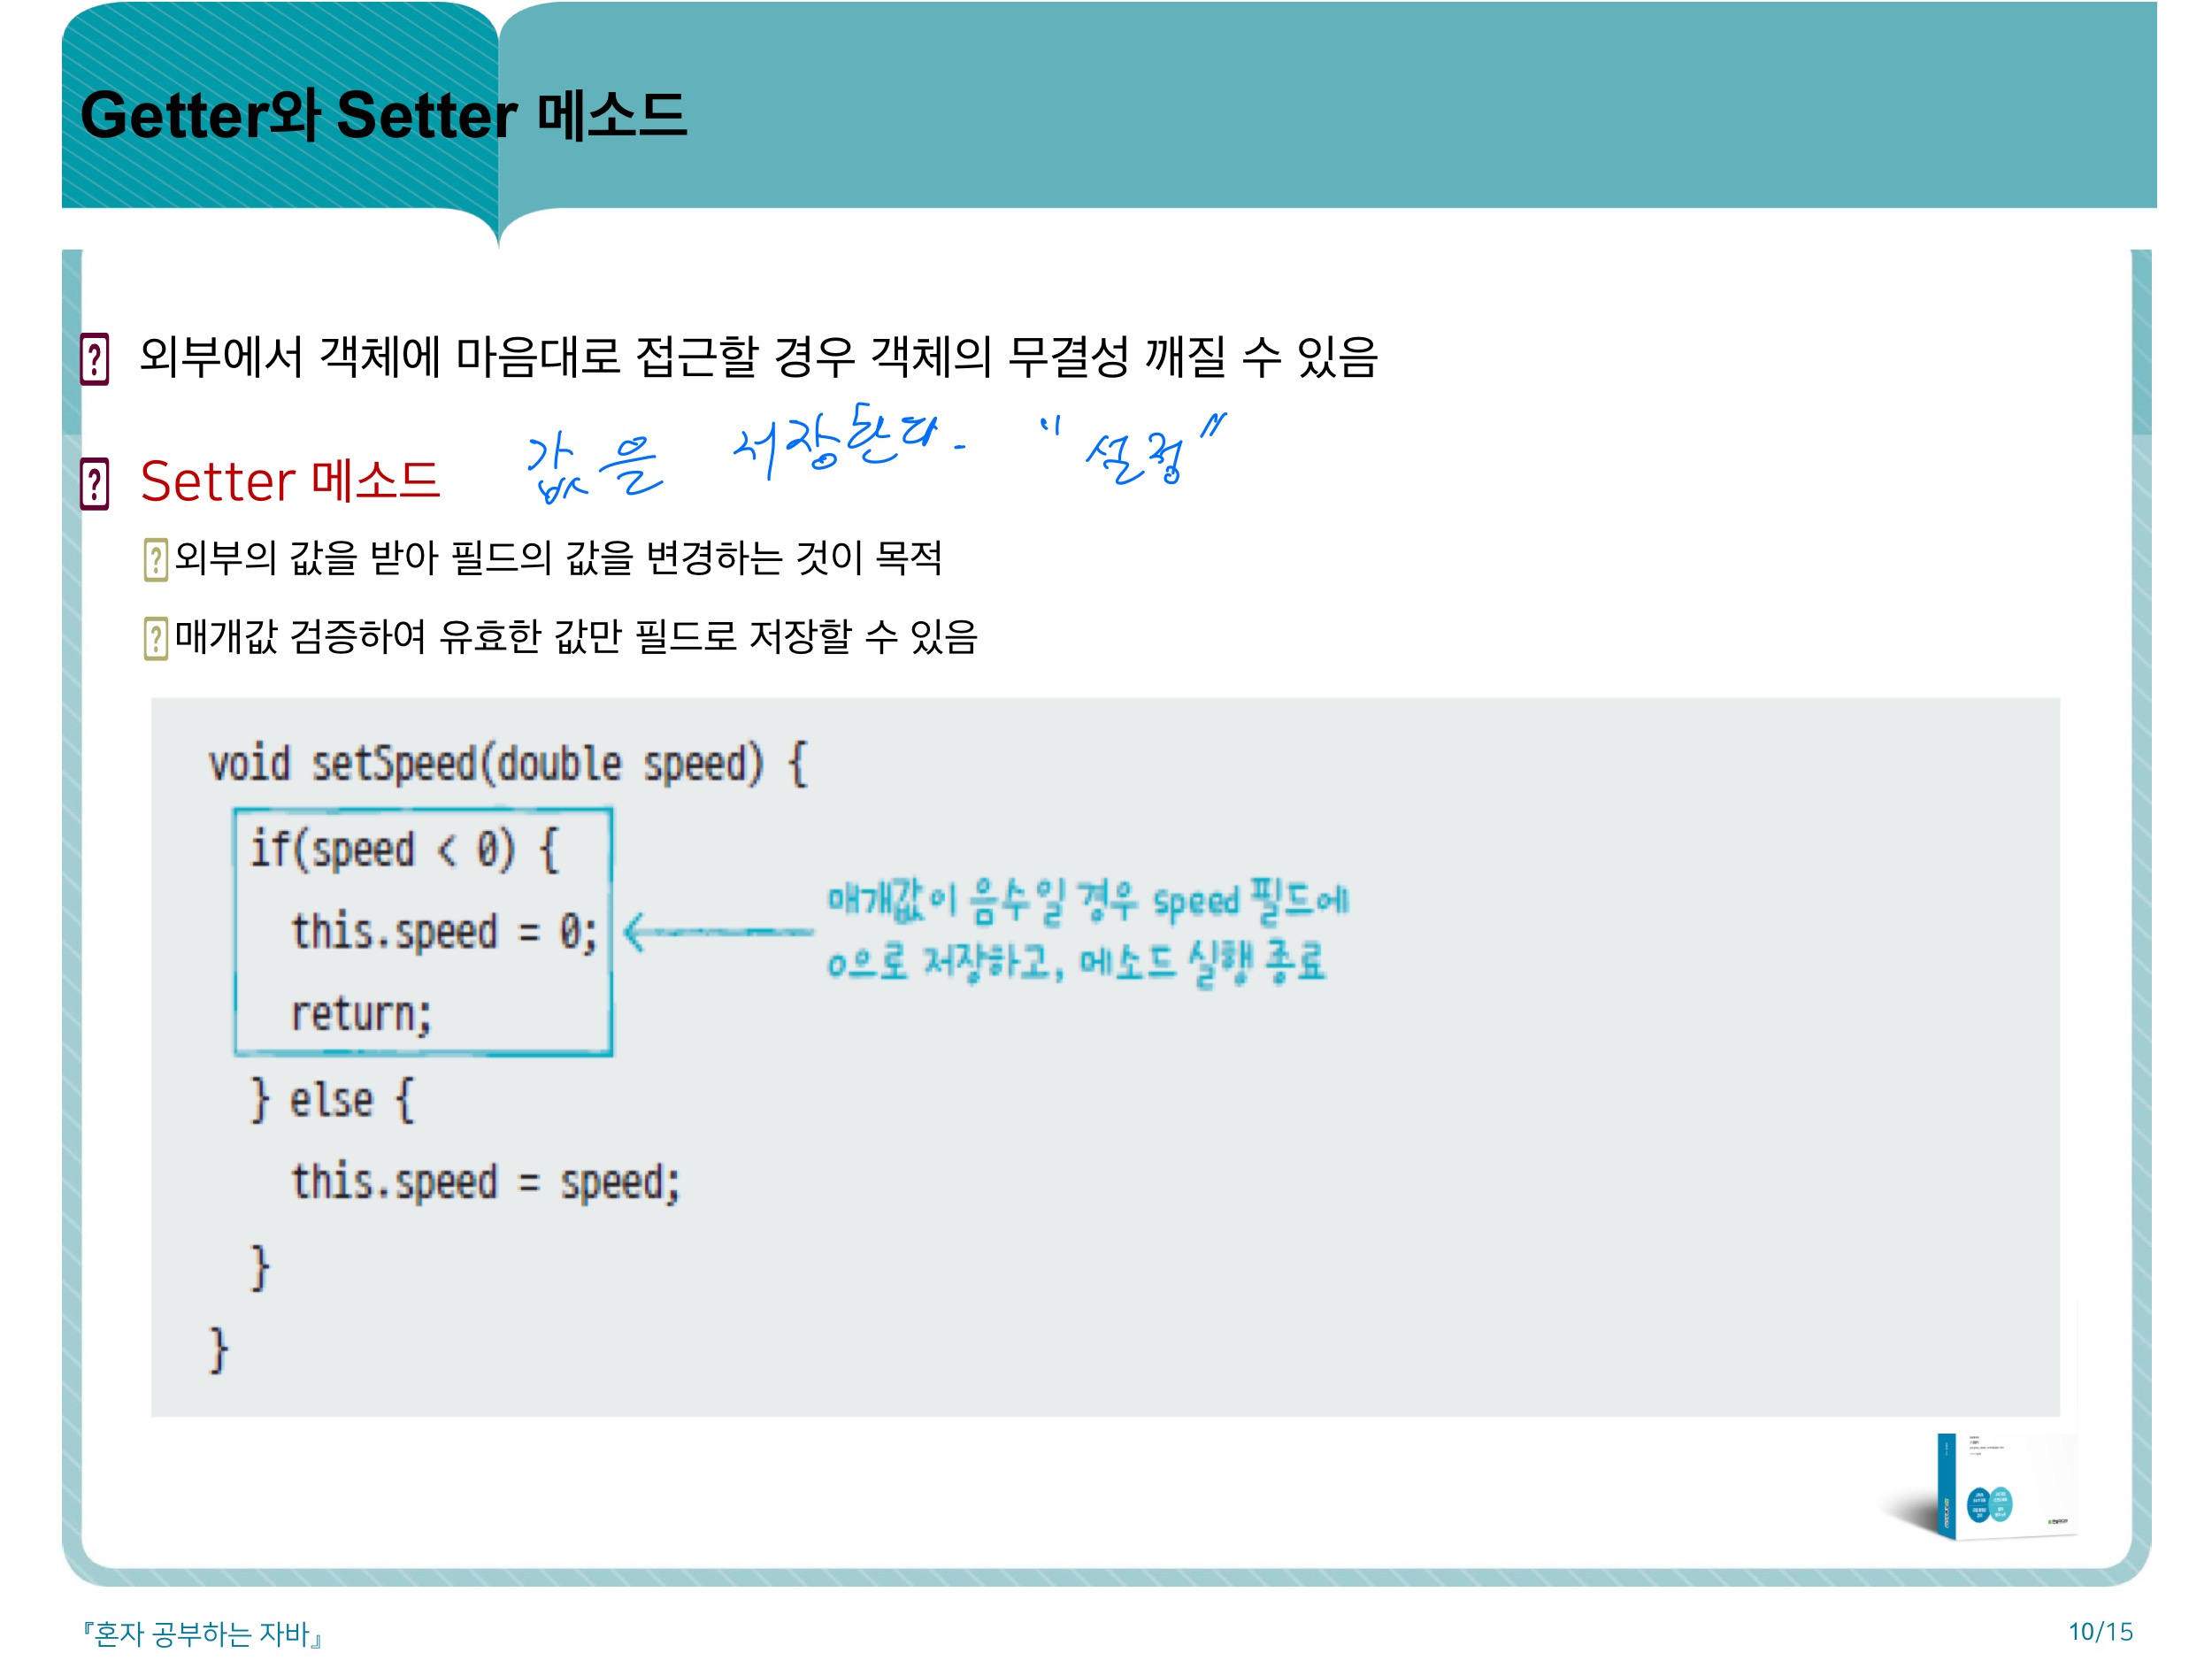 Getter와 Setter 메소드
외부에서 객체에 마음대로 접근할 경우 객체의 무결성 깨질 수 있음
값을 저장한다. "설정"
Setter 메소드
외부의 값을 받아 필드의 값을 변경하는 것이 목적
매개값 검증하여 유효한 값만 필드로 저장할 수 있음
void setSpeed(double speed) {
if(speed < 0) {
this.speed = 0;
return;
매개값이 음수일 경우 speed 필드에
0으로 저장하고, 메소드 실행 종료
} else {
this.speed = speed;
}
}
『혼자 공부하는 자바』
10/15